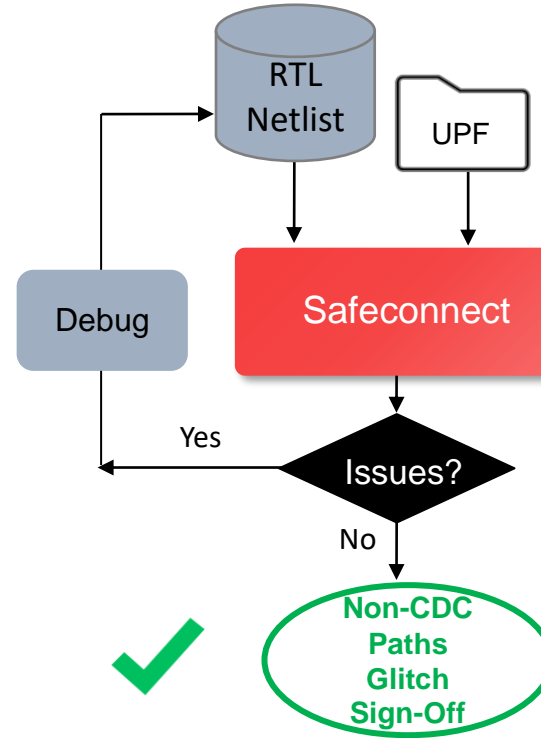 RTL
Netlist
UPF
Debug
Safeconnect
Yes
Issues?
No
Non-CDC
Paths
Glitch
Sign-Off